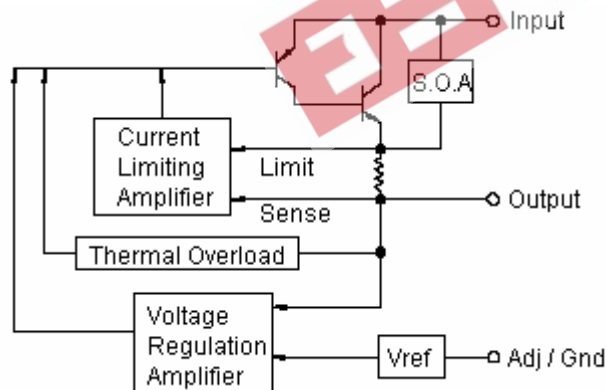 Input
S.O.A
Current
Limiting
Amplifier
Limit
Sense
Output
Thermal Overload
Voltage
Regulation
Amplifier
Vref
Adj / Gnd